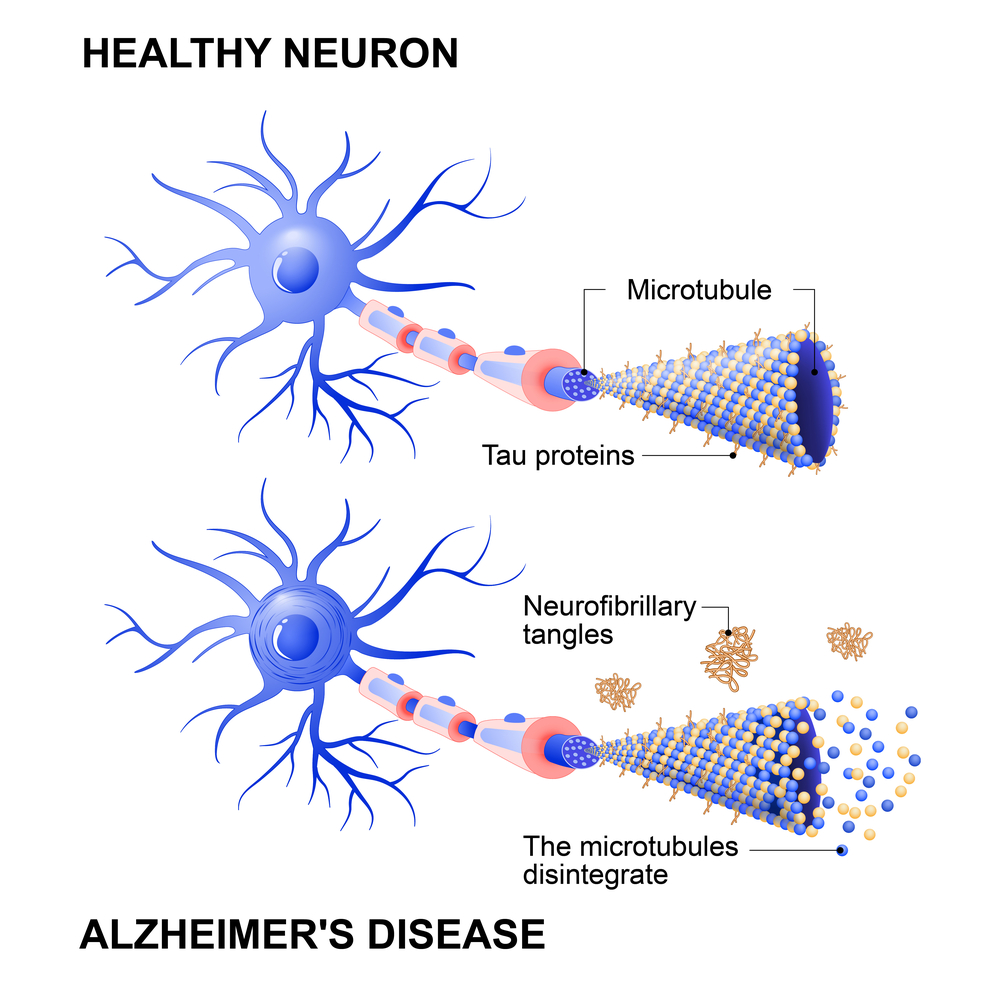 HEALTHY NEURON
Microtubule
Tau proteins
Neurofibrillary
tangles
The microtubules
disintegrate
ALZHEIMER'S DISEASE